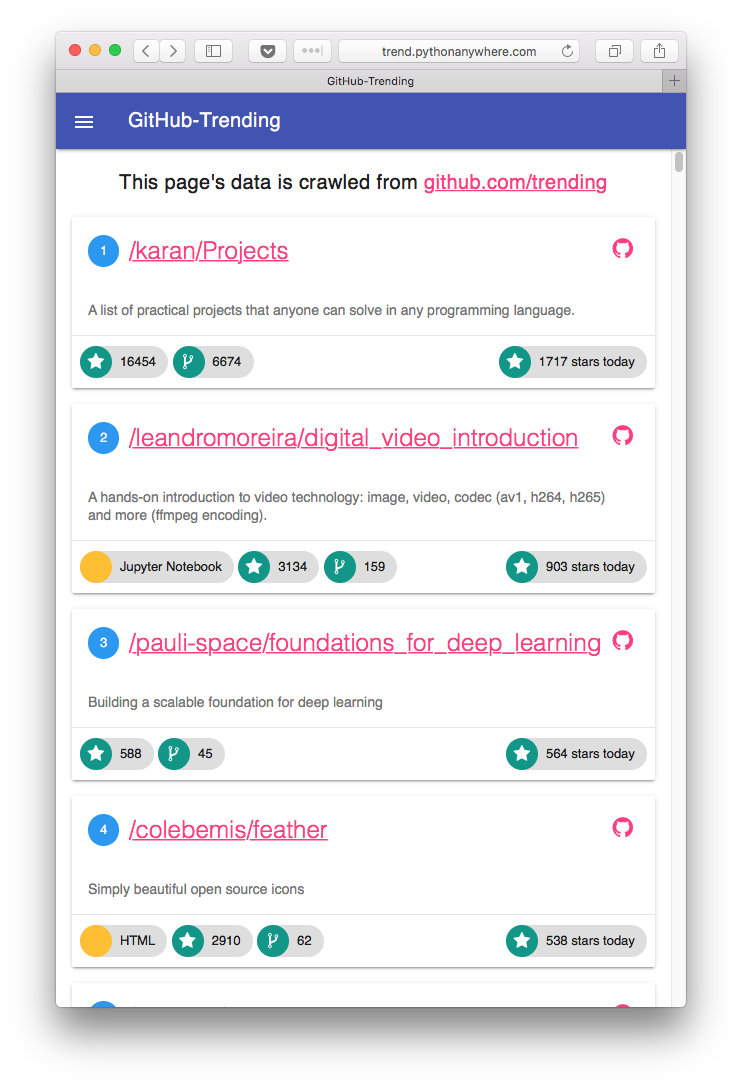 trend.pythonanywhere.com
GitHub-Trending
GitHub-Trending
This page's data is crawled from github.com/trending
1 /karan/Projects
A list of practical projects that anyone can solve in any programming language.
16454 6674 1717 stars today
2 /leandromoreira/digital_video_introduction
A hands-on introduction to video technology: image, video, codec (av1, h264, h265)
and more (ffmpeg encoding).
Jupyter Notebook 3134 159 903 stars today
3 /pauli-space/foundations_for_deep_learning
Building a scalable foundation for deep learning
588 45 564 stars today
4 /colebemis/feather
Simply beautiful open source icons
HTML 2910 62 538 stars today